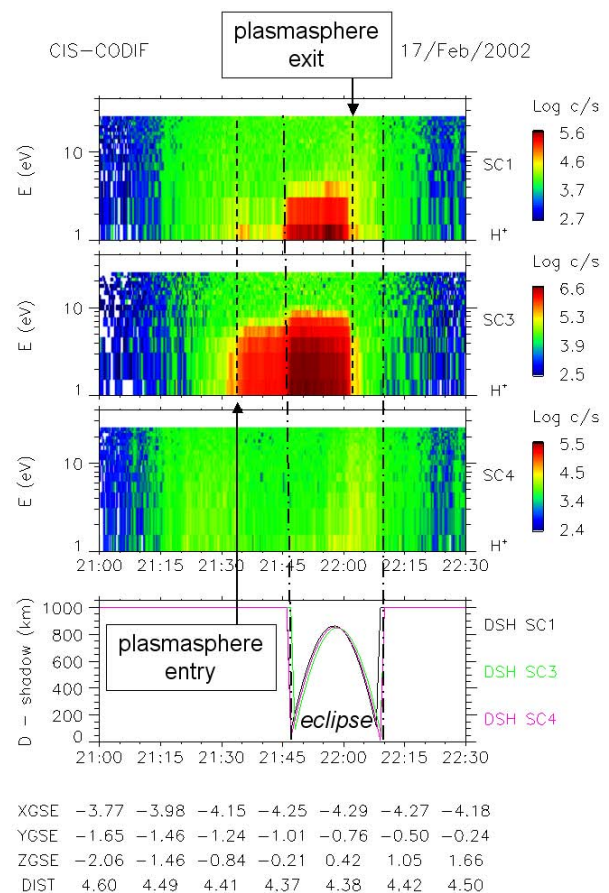 plasmasphere
exit
CIS-CODIF 17/Feb/2002
Log c/s
E (eV)
10
1
SC1
H+
5.6
4.7
3.7
2.7
Log c/s
E (eV)
10
1
SC3
H+
6.6
5.3
3.9
2.5
Log c/s
E (eV)
10
1
SC4
H+
5.5
4.5
3.4
2.4
21:00 21:15 21:30 21:45 22:00 22:15 22:30
D - shadow (km)
1000
800
600
400
200
0
plasmasphere
entry
eclipse
DSH SC1
DSH SC3
DSH SC4
21:00 21:15 21:30 21:45 22:00 22:15 22:30
XGSE -3.77 -3.98 -4.15 -4.25 -4.29 -4.27 -4.18
YGSE -1.65 -1.46 -1.24 -1.01 -0.76 -0.50 -0.24
ZGSE -2.06 -1.46 -0.84 -0.21 0.42 1.05 1.66
DIST 4.60 4.49 4.41 4.37 4.38 4.42 4.50